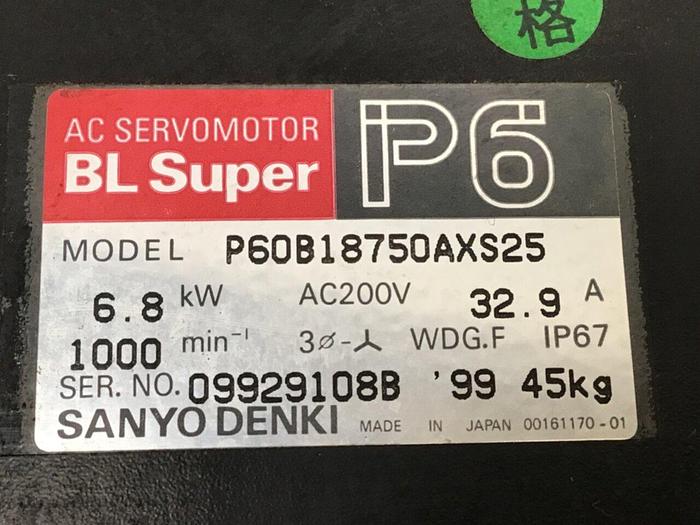 格
AC SERVOMOTOR
BL Super
P6
MODEL P60B18750AXS25
6.8 kW AC200V 32.9 A
1000 min⁻¹ 3ø-⅄ WDG.F IP67
SER. NO. 09929108B '99 45kg
SANYO DENKI MADE IN JAPAN 00161170-01